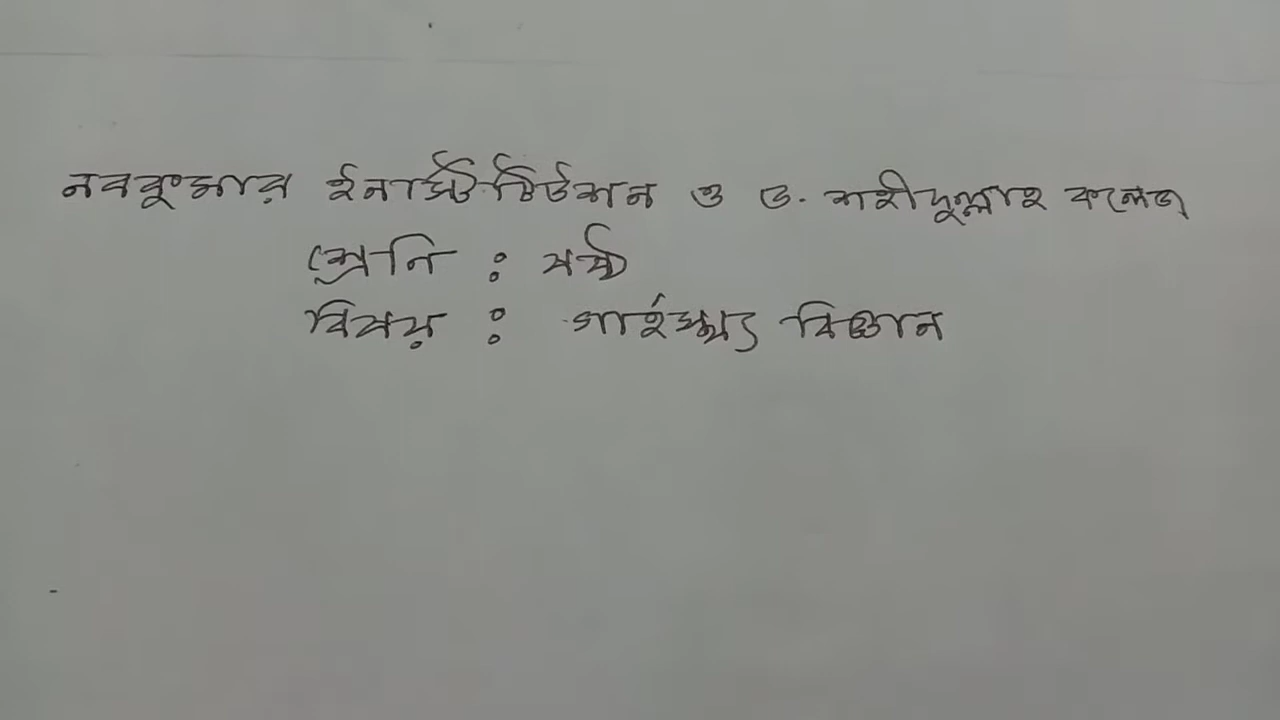 নবকুমার ইনস্টিটিউশন ও ড. শহীদুল্লাহ কলেজ
শ্রেনি : ষষ্ঠ
বিষয় : গার্হস্থ্য বিজ্ঞান